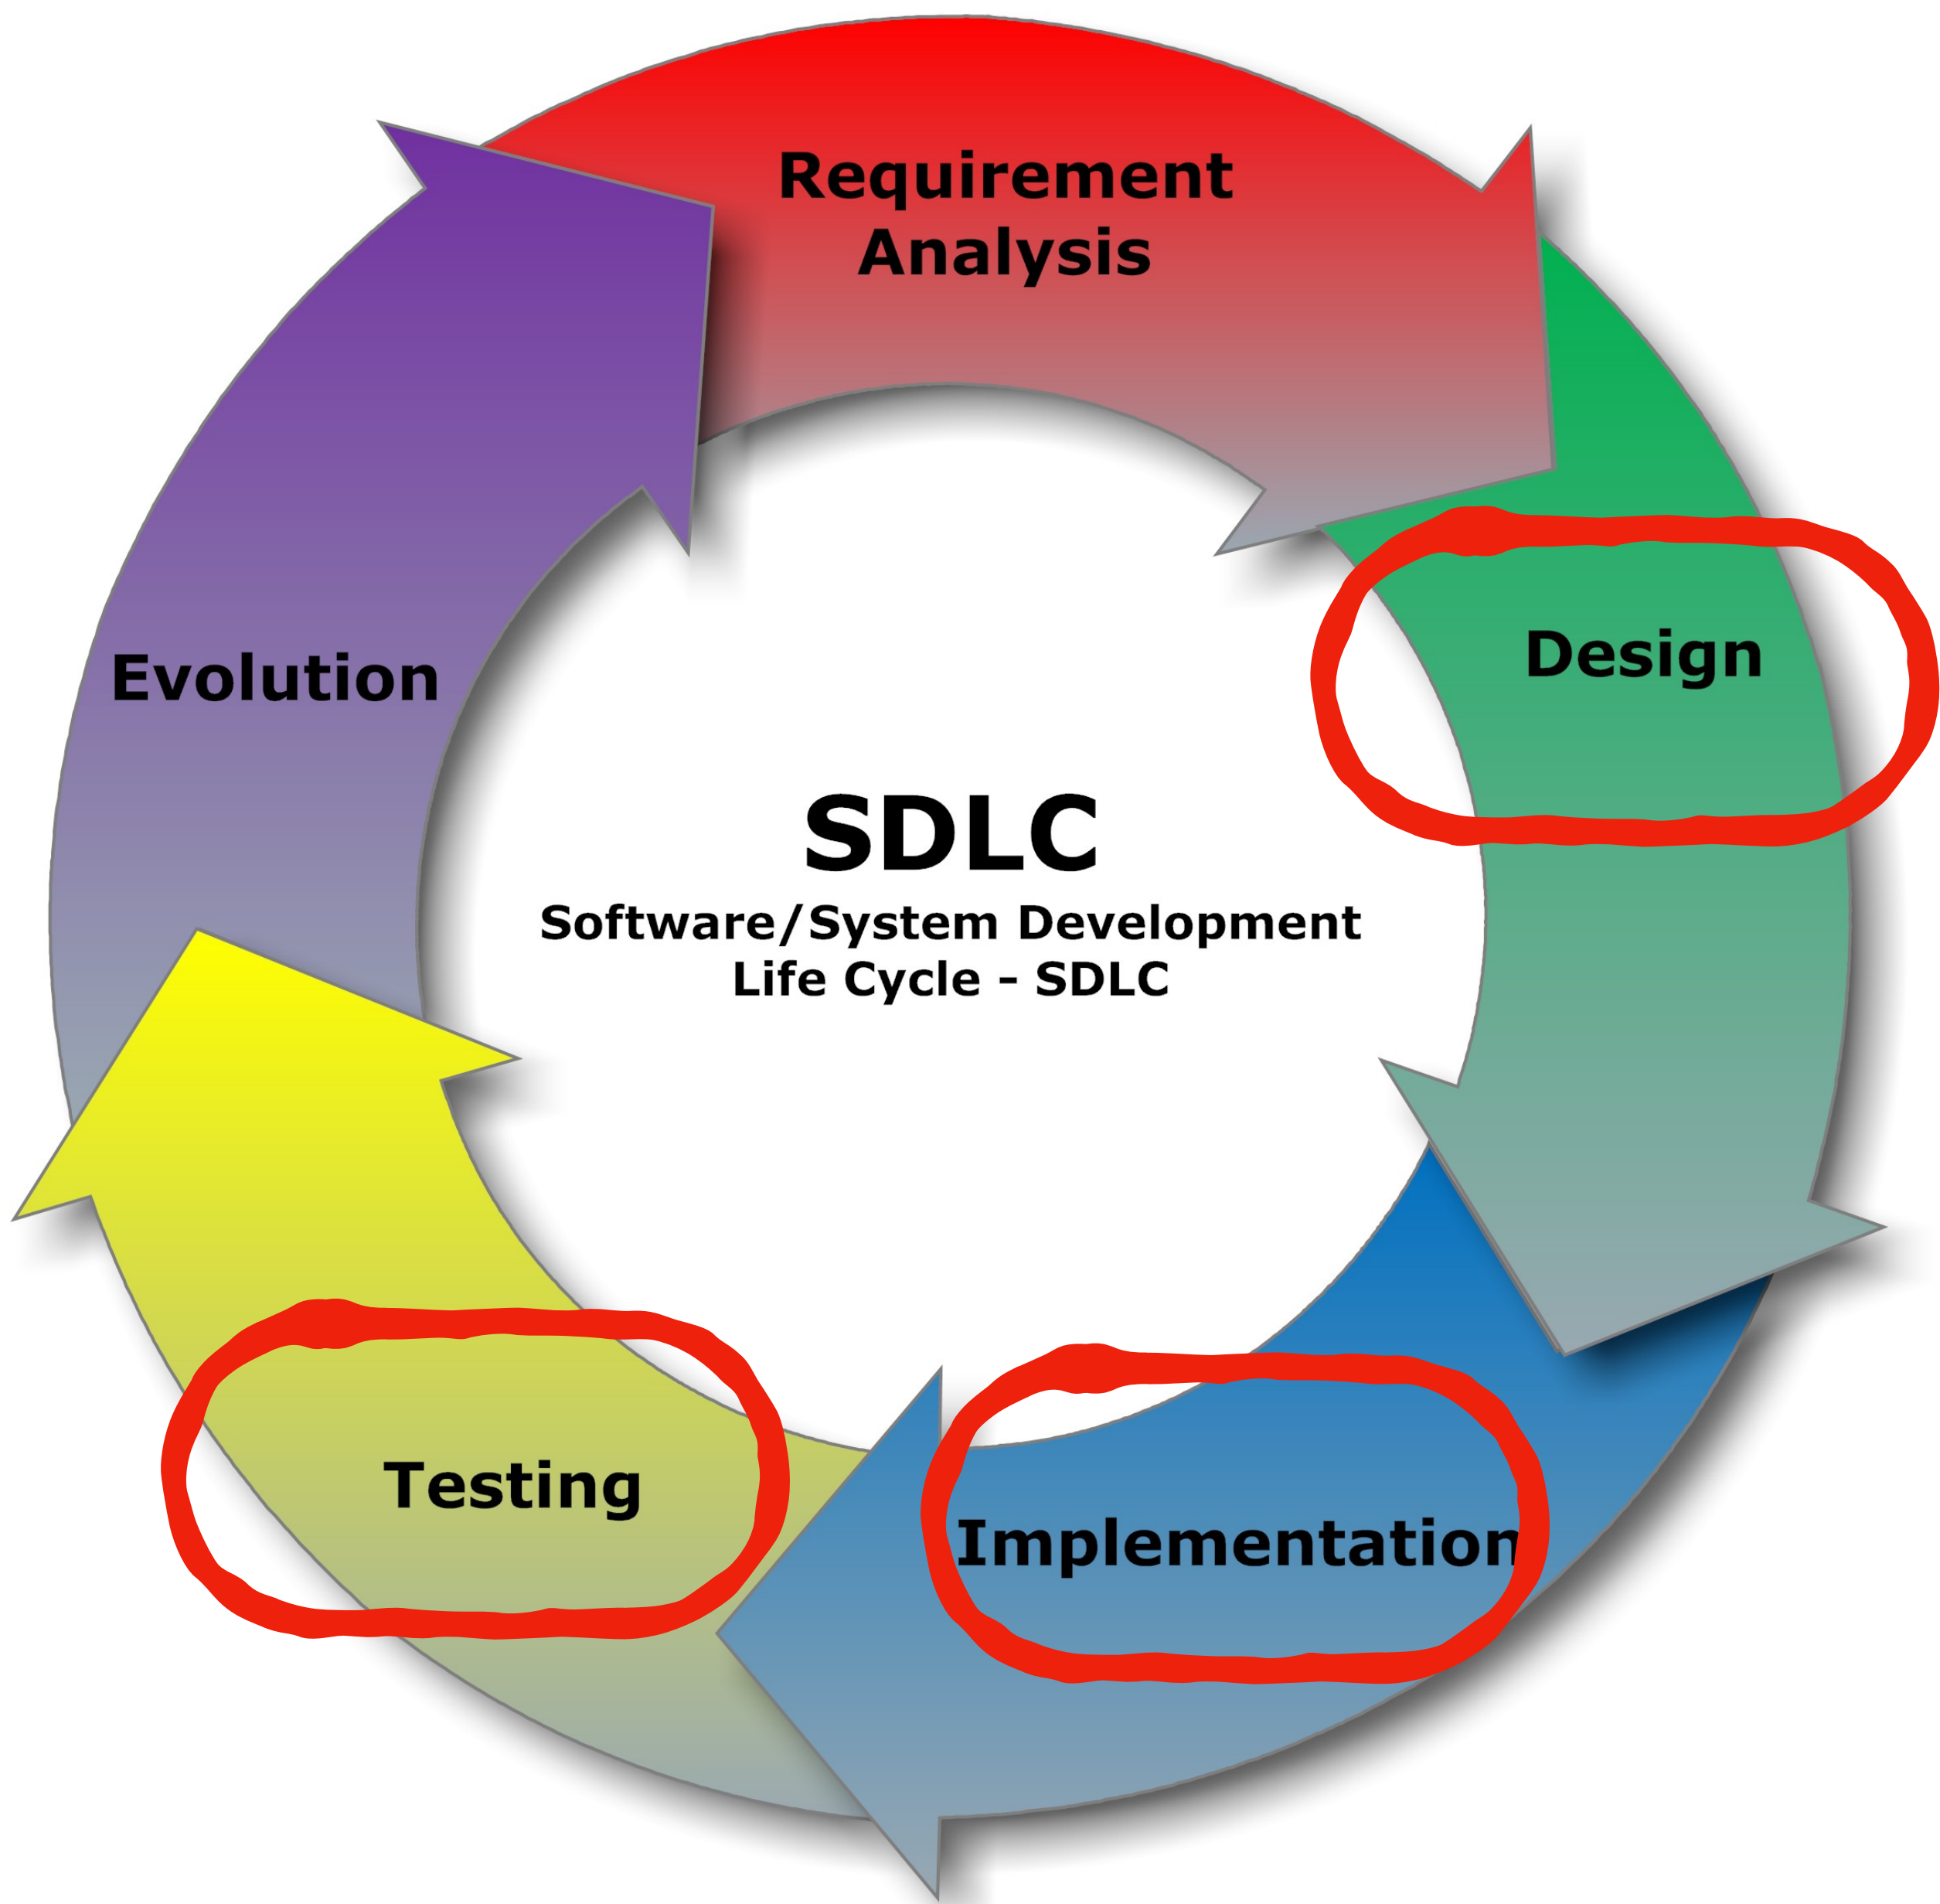 Requirement
Analysis
Design
Implementation
Testing
Evolution
SDLC
Software/System Development
Life Cycle - SDLC